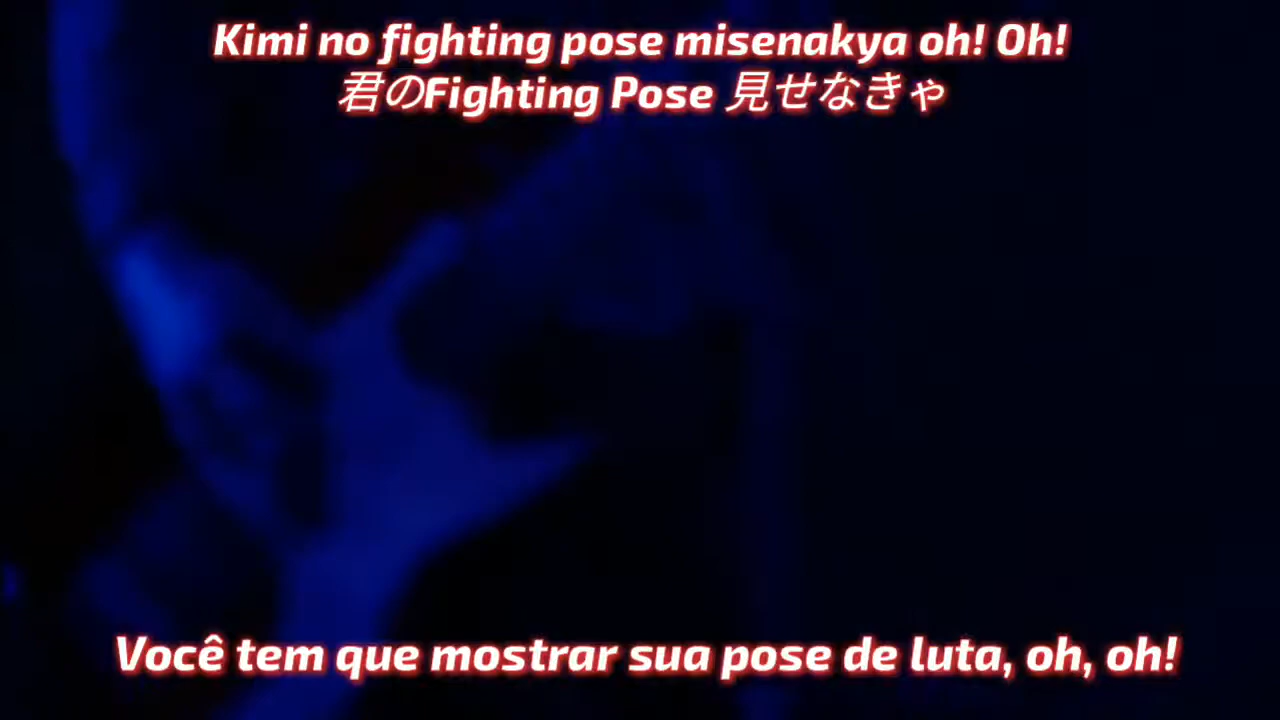 Kimi no fighting pose misenakya oh! Oh!
君のFighting Pose 見せなきゃ
Você tem que mostrar sua pose de luta, oh, oh!